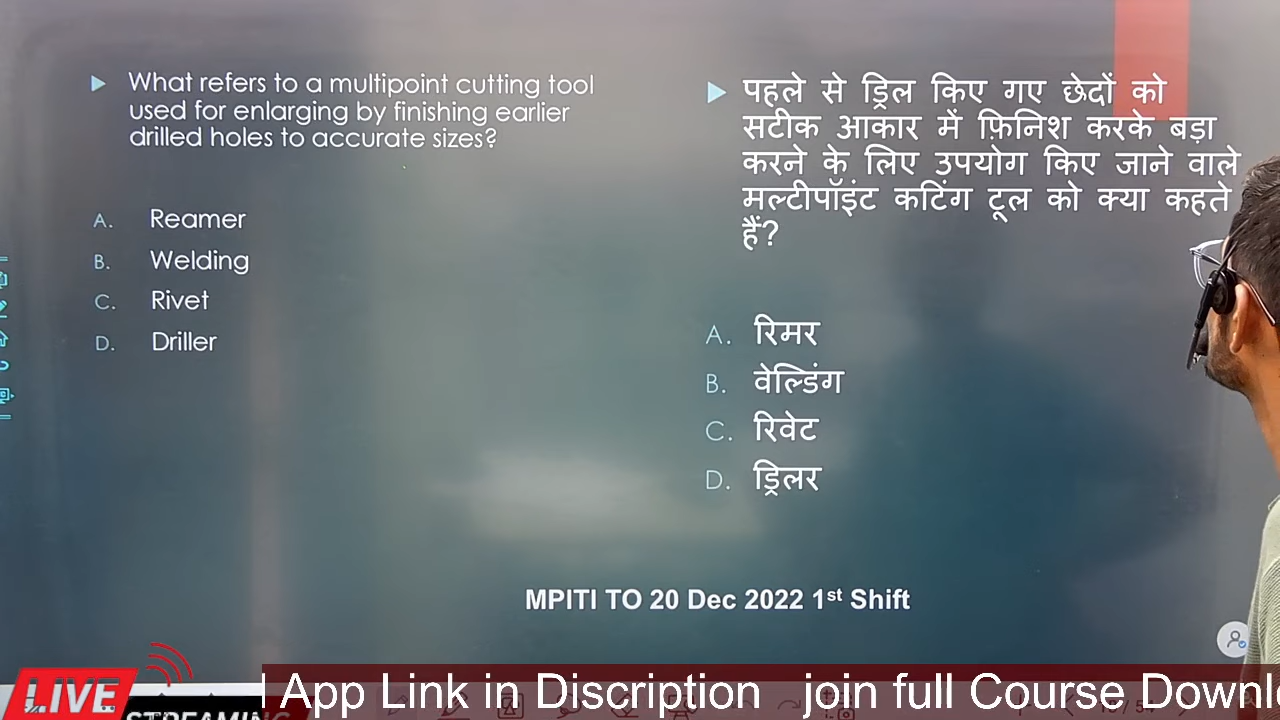 What refers to a multipoint cutting tool
used for enlarging by finishing earlier
drilled holes to accurate sizes?
A. Reamer
B. Welding
C. Rivet
D. Driller
पहले से ड्रिल किए गए छेदों को
सटीक आकार में फ़िनिश करके बड़ा
करने के लिए उपयोग किए जाने वाले
मल्टीपॉइंट कटिंग टूल को क्या कहते
हैं?
A. रिमर
B. वेल्डिंग
C. रिवेट
D. ड्रिलर
MPITI TO 20 Dec 2022 1st Shift
LIVE
STREAMING
App Link in Discription join full Course Downl